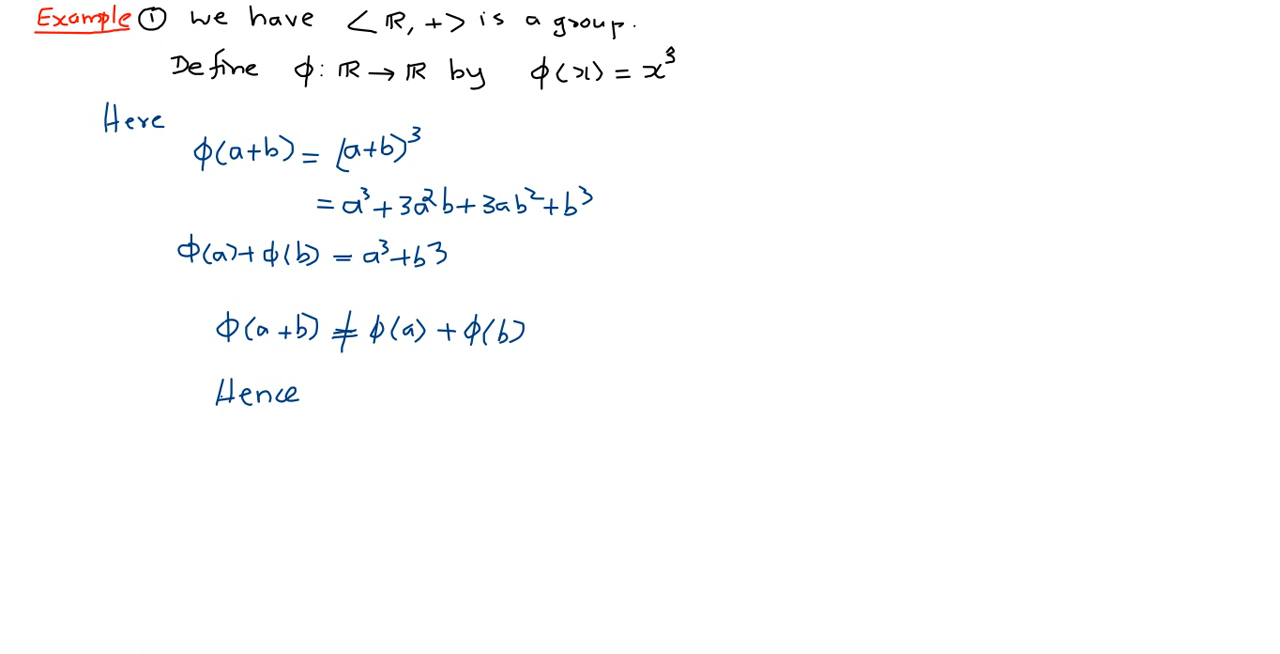 Example ① we have < ℝ, +> is a group.
Define ϕ: ℝ → ℝ by ϕ(x) = x³
Here
ϕ(a+b) = (a+b)³
= a³ + 3a²b + 3ab² + b³
ϕ(a) + ϕ(b) = a³ + b3
ϕ(a+b) ≠ ϕ(a) + ϕ(b)
Hence